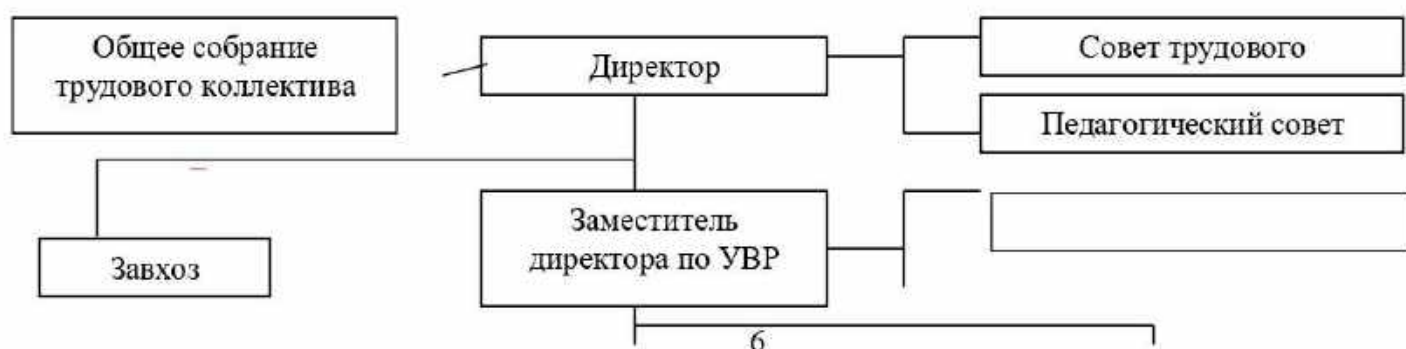 Общее собрание
трудового коллектива
Директор
Совет трудового
Педагогический совет
Завхоз
Заместитель
директора по УВР
6